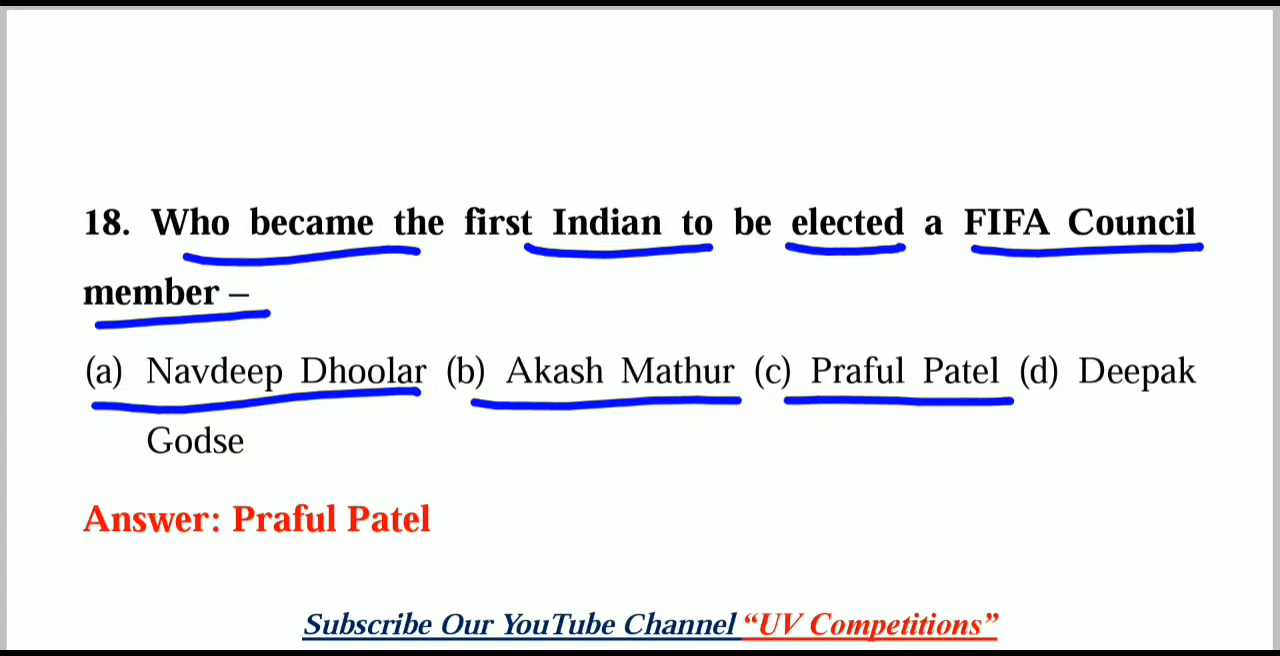 18. Who became the first Indian to be elected a FIFA Council
member –
(a) Navdeep Dhoolar (b) Akash Mathur (c) Praful Patel (d) Deepak
Godse
Answer: Praful Patel
Subscribe Our YouTube Channel “UV Competitions”